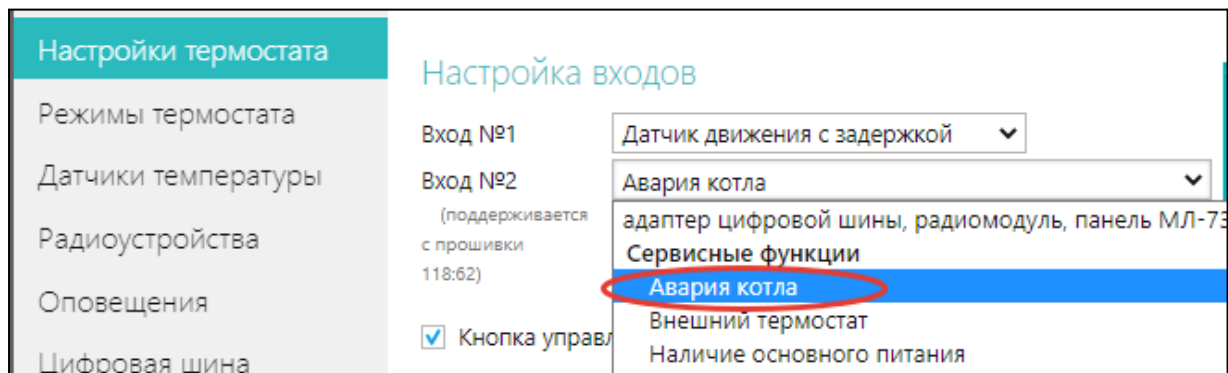 Настройки термостата
Режимы термостата
Датчики температуры
Радиоустройства
Оповещения
Цифровая шина
Настройка входов
Вход №1
Датчик движения с задержкой
Вход №2
Авария котла
(поддерживается
с прошивки
118:62)
адаптер цифровой шины, радиомодуль, панель МЛ-73
Сервисные функции
Авария котла
Внешний термостат
Наличие основного питания
Кнопка управл